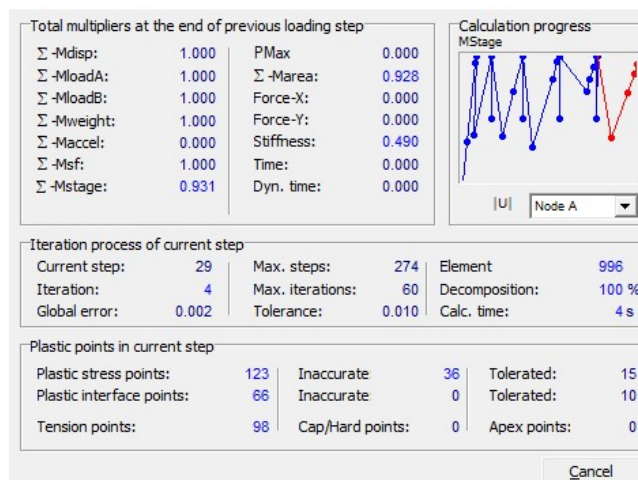 Total multipliers at the end of previous loading step
Σ -Mdisp: 1.000 PMax 0.000
Σ -MloadA: 1.000 Σ -Marea: 0.928
Σ -MloadB: 1.000 Force-X: 0.000
Σ -Mweight: 1.000 Force-Y: 0.000
Σ -Maccel: 0.000 Stiffness: 0.490
Σ -Msf: 1.000 Time: 0.000
Σ -Mstage: 0.931 Dyn. time: 0.000
Calculation progress
MStage
|U| Node A
Iteration process of current step
Current step: 29 Max. steps: 274 Element 996
Iteration: 4 Max. iterations: 60 Decomposition: 100 %
Global error: 0.002 Tolerance: 0.010 Calc. time: 4 s
Plastic points in current step
Plastic stress points: 123 Inaccurate 36 Tolerated: 15
Plastic interface points: 66 Inaccurate 0 Tolerated: 10
Tension points: 98 Cap/Hard points: 0 Apex points: 0
Cancel